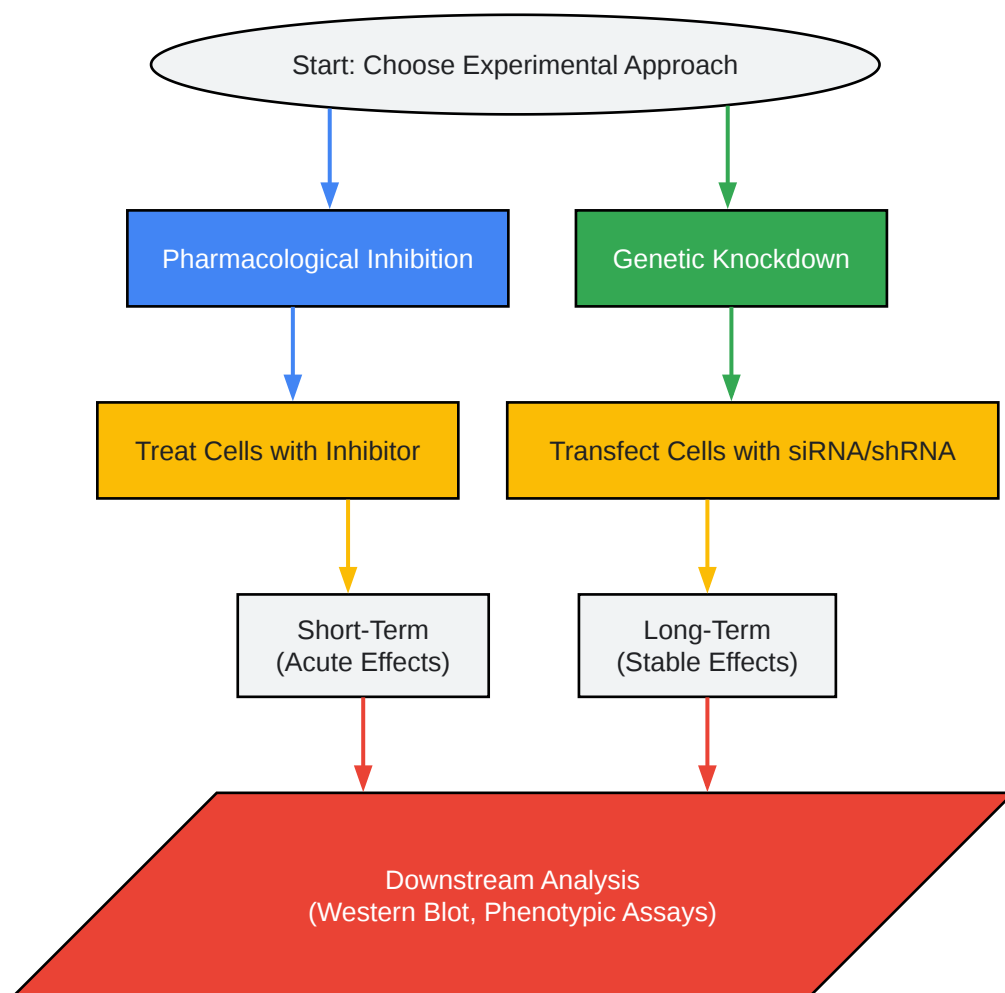 Start: Choose Experimental Approach
Pharmacological Inhibition
Genetic Knockdown
Treat Cells with Inhibitor
Transfect Cells with siRNA/shRNA
Short-Term
(Acute Effects)
Long-Term
(Stable Effects)
Downstream Analysis
(Western Blot, Phenotypic Assays)